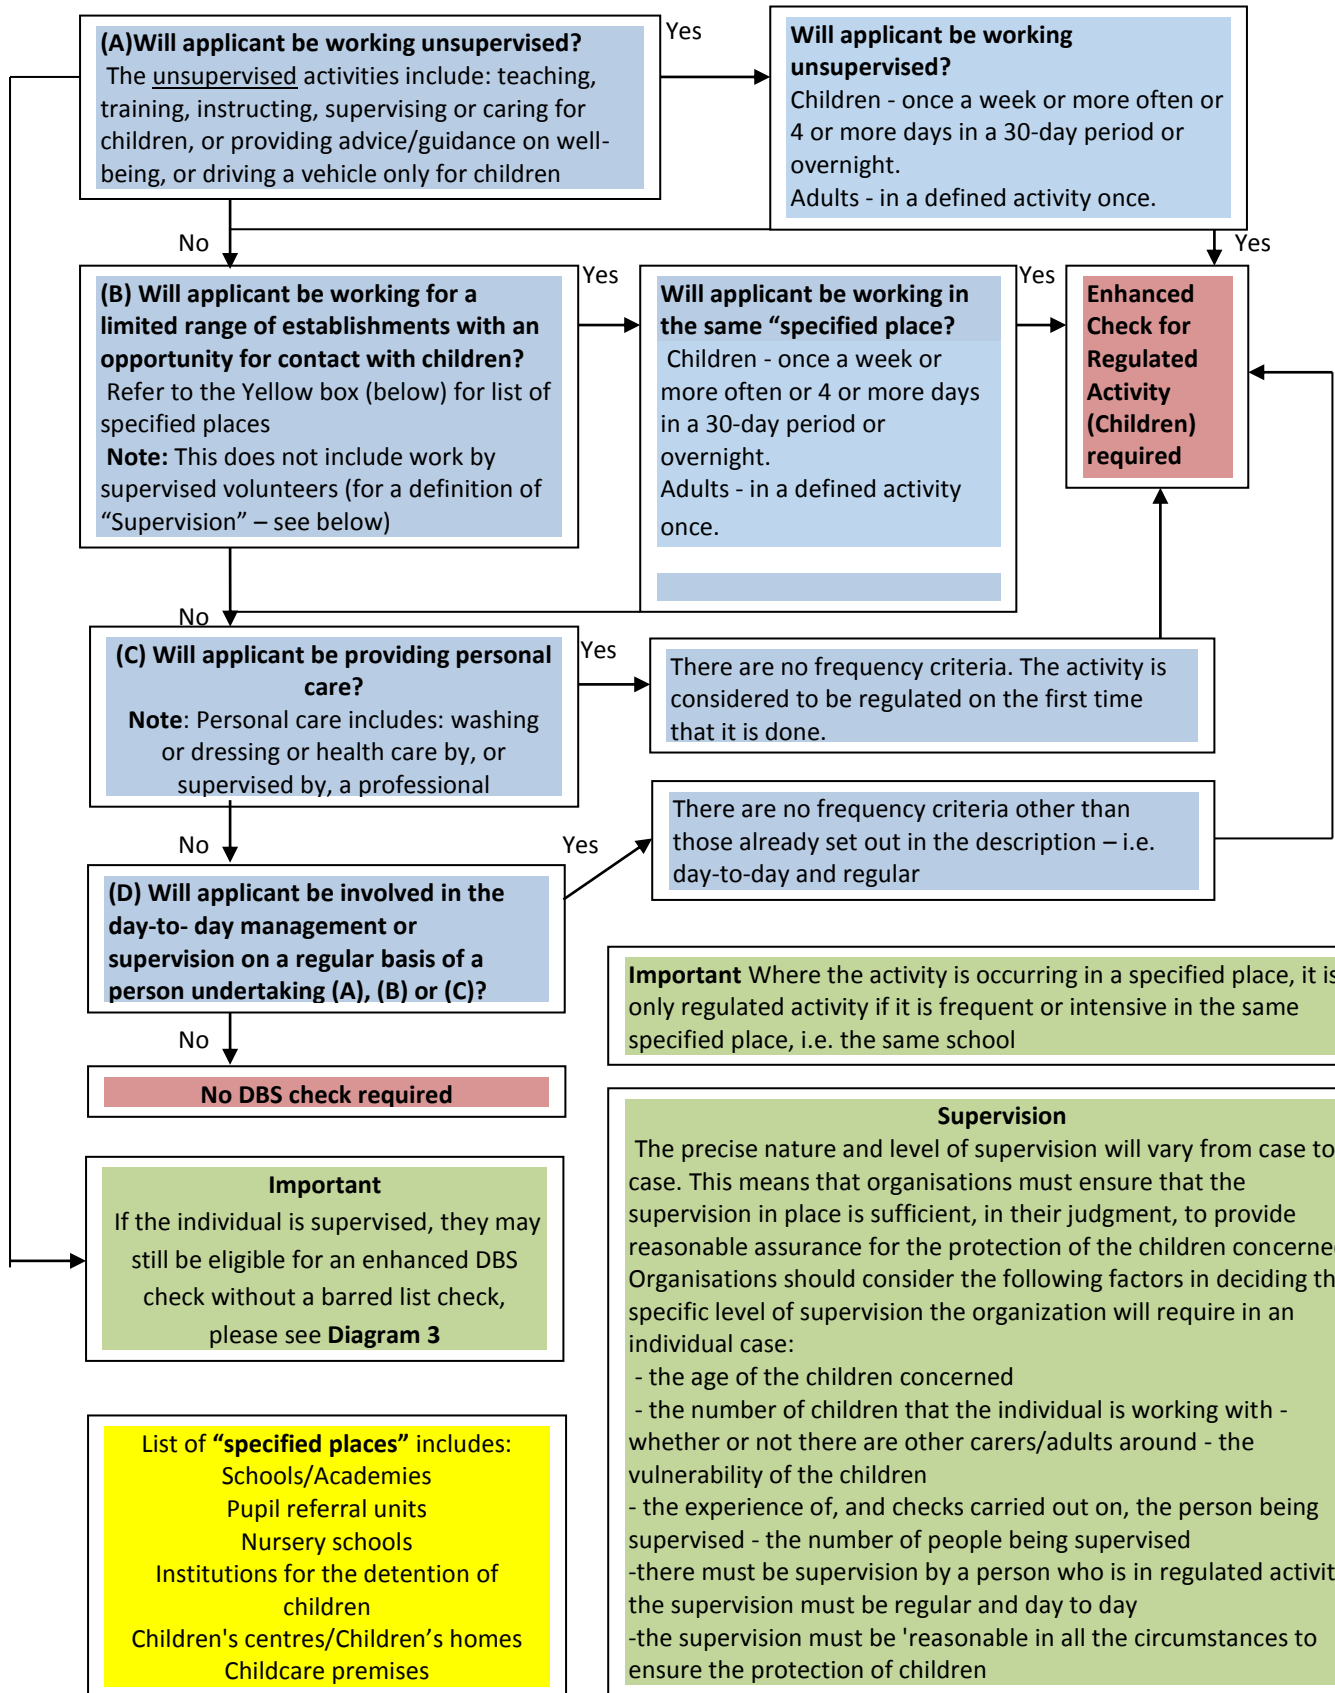 (A)Will applicant be working unsupervised?
The unsupervised activities include: teaching,
training, instructing, supervising or caring for
children, or providing advice/guidance on well-
being, or driving a vehicle only for children
Yes
Will applicant be working
unsupervised?
Children - once a week or more often or
4 or more days in a 30-day period or
overnight.
Adults - in a defined activity once.
No
Yes
(B) Will applicant be working for a
limited range of establishments with an
opportunity for contact with children?
Refer to the Yellow box (below) for list of
specified places
Note: This does not include work by
supervised volunteers (for a definition of
“Supervision” – see below)
Yes
Will applicant be working in
the same “specified place?
Children - once a week or
more often or 4 or more days
in a 30-day period or
overnight.
Adults - in a defined activity
once.
Yes
Enhanced
Check for
Regulated
Activity
(Children)
required
No
(C) Will applicant be providing personal
care?
Note: Personal care includes: washing
or dressing or health care by, or
supervised by, a professional
Yes
There are no frequency criteria. The activity is
considered to be regulated on the first time
that it is done.
No
Yes
There are no frequency criteria other than
those already set out in the description – i.e.
day-to-day and regular
(D) Will applicant be involved in the
day-to- day management or
supervision on a regular basis of a
person undertaking (A), (B) or (C)?
No
No DBS check required
Important Where the activity is occurring in a specified place, it is
only regulated activity if it is frequent or intensive in the same
specified place, i.e. the same school
Important
If the individual is supervised, they may
still be eligible for an enhanced DBS
check without a barred list check,
please see Diagram 3
List of “specified places” includes:
Schools/Academies
Pupil referral units
Nursery schools
Institutions for the detention of
children
Children's centres/Children’s homes
Childcare premises
Supervision
The precise nature and level of supervision will vary from case to
case. This means that organisations must ensure that the
supervision in place is sufficient, in their judgment, to provide
reasonable assurance for the protection of the children
Organisations should consider the following factors in deciding
specific level of supervision the organization will require in an
individual case:
- the age of the children concerned
- the number of children that the individual is working with -
whether or not there are other carers/adults around - the
vulnerability of the children
- the experience of, and checks carried out on, the person being
supervised - the number of people being supervised
-there must be supervision by a person who is in regulated
the supervision must be regular and day to day
-the supervision must be 'reasonable in all the circumstances to
ensure the protection of children